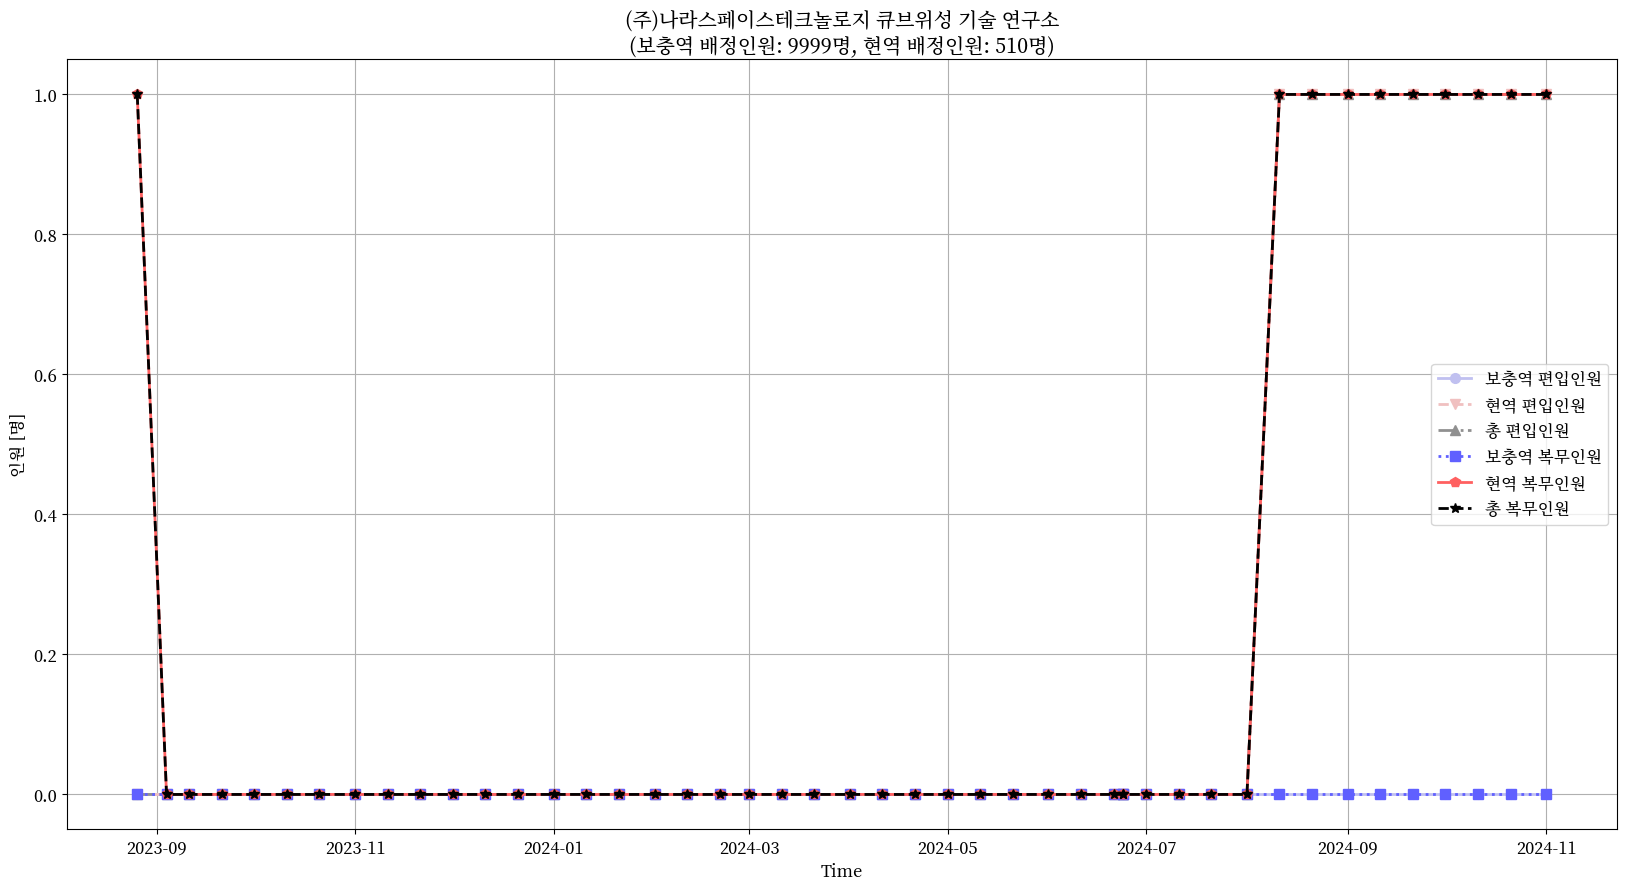 (주)나라스페이스테크놀로지 큐브위성 기술 연구소
(보충역 배정인원: 9999명, 현역 배정인원: 510명)
1.0
0.8
0.6
0.4
0.2
0.0
인원 [명]
보충역 편입인원
현역 편입인원
총 편입인원
보충역 복무인원
현역 복무인원
총 복무인원
2023-09
2023-11
2024-01
2024-03
2024-05
2024-07
2024-09
2024-11
Time